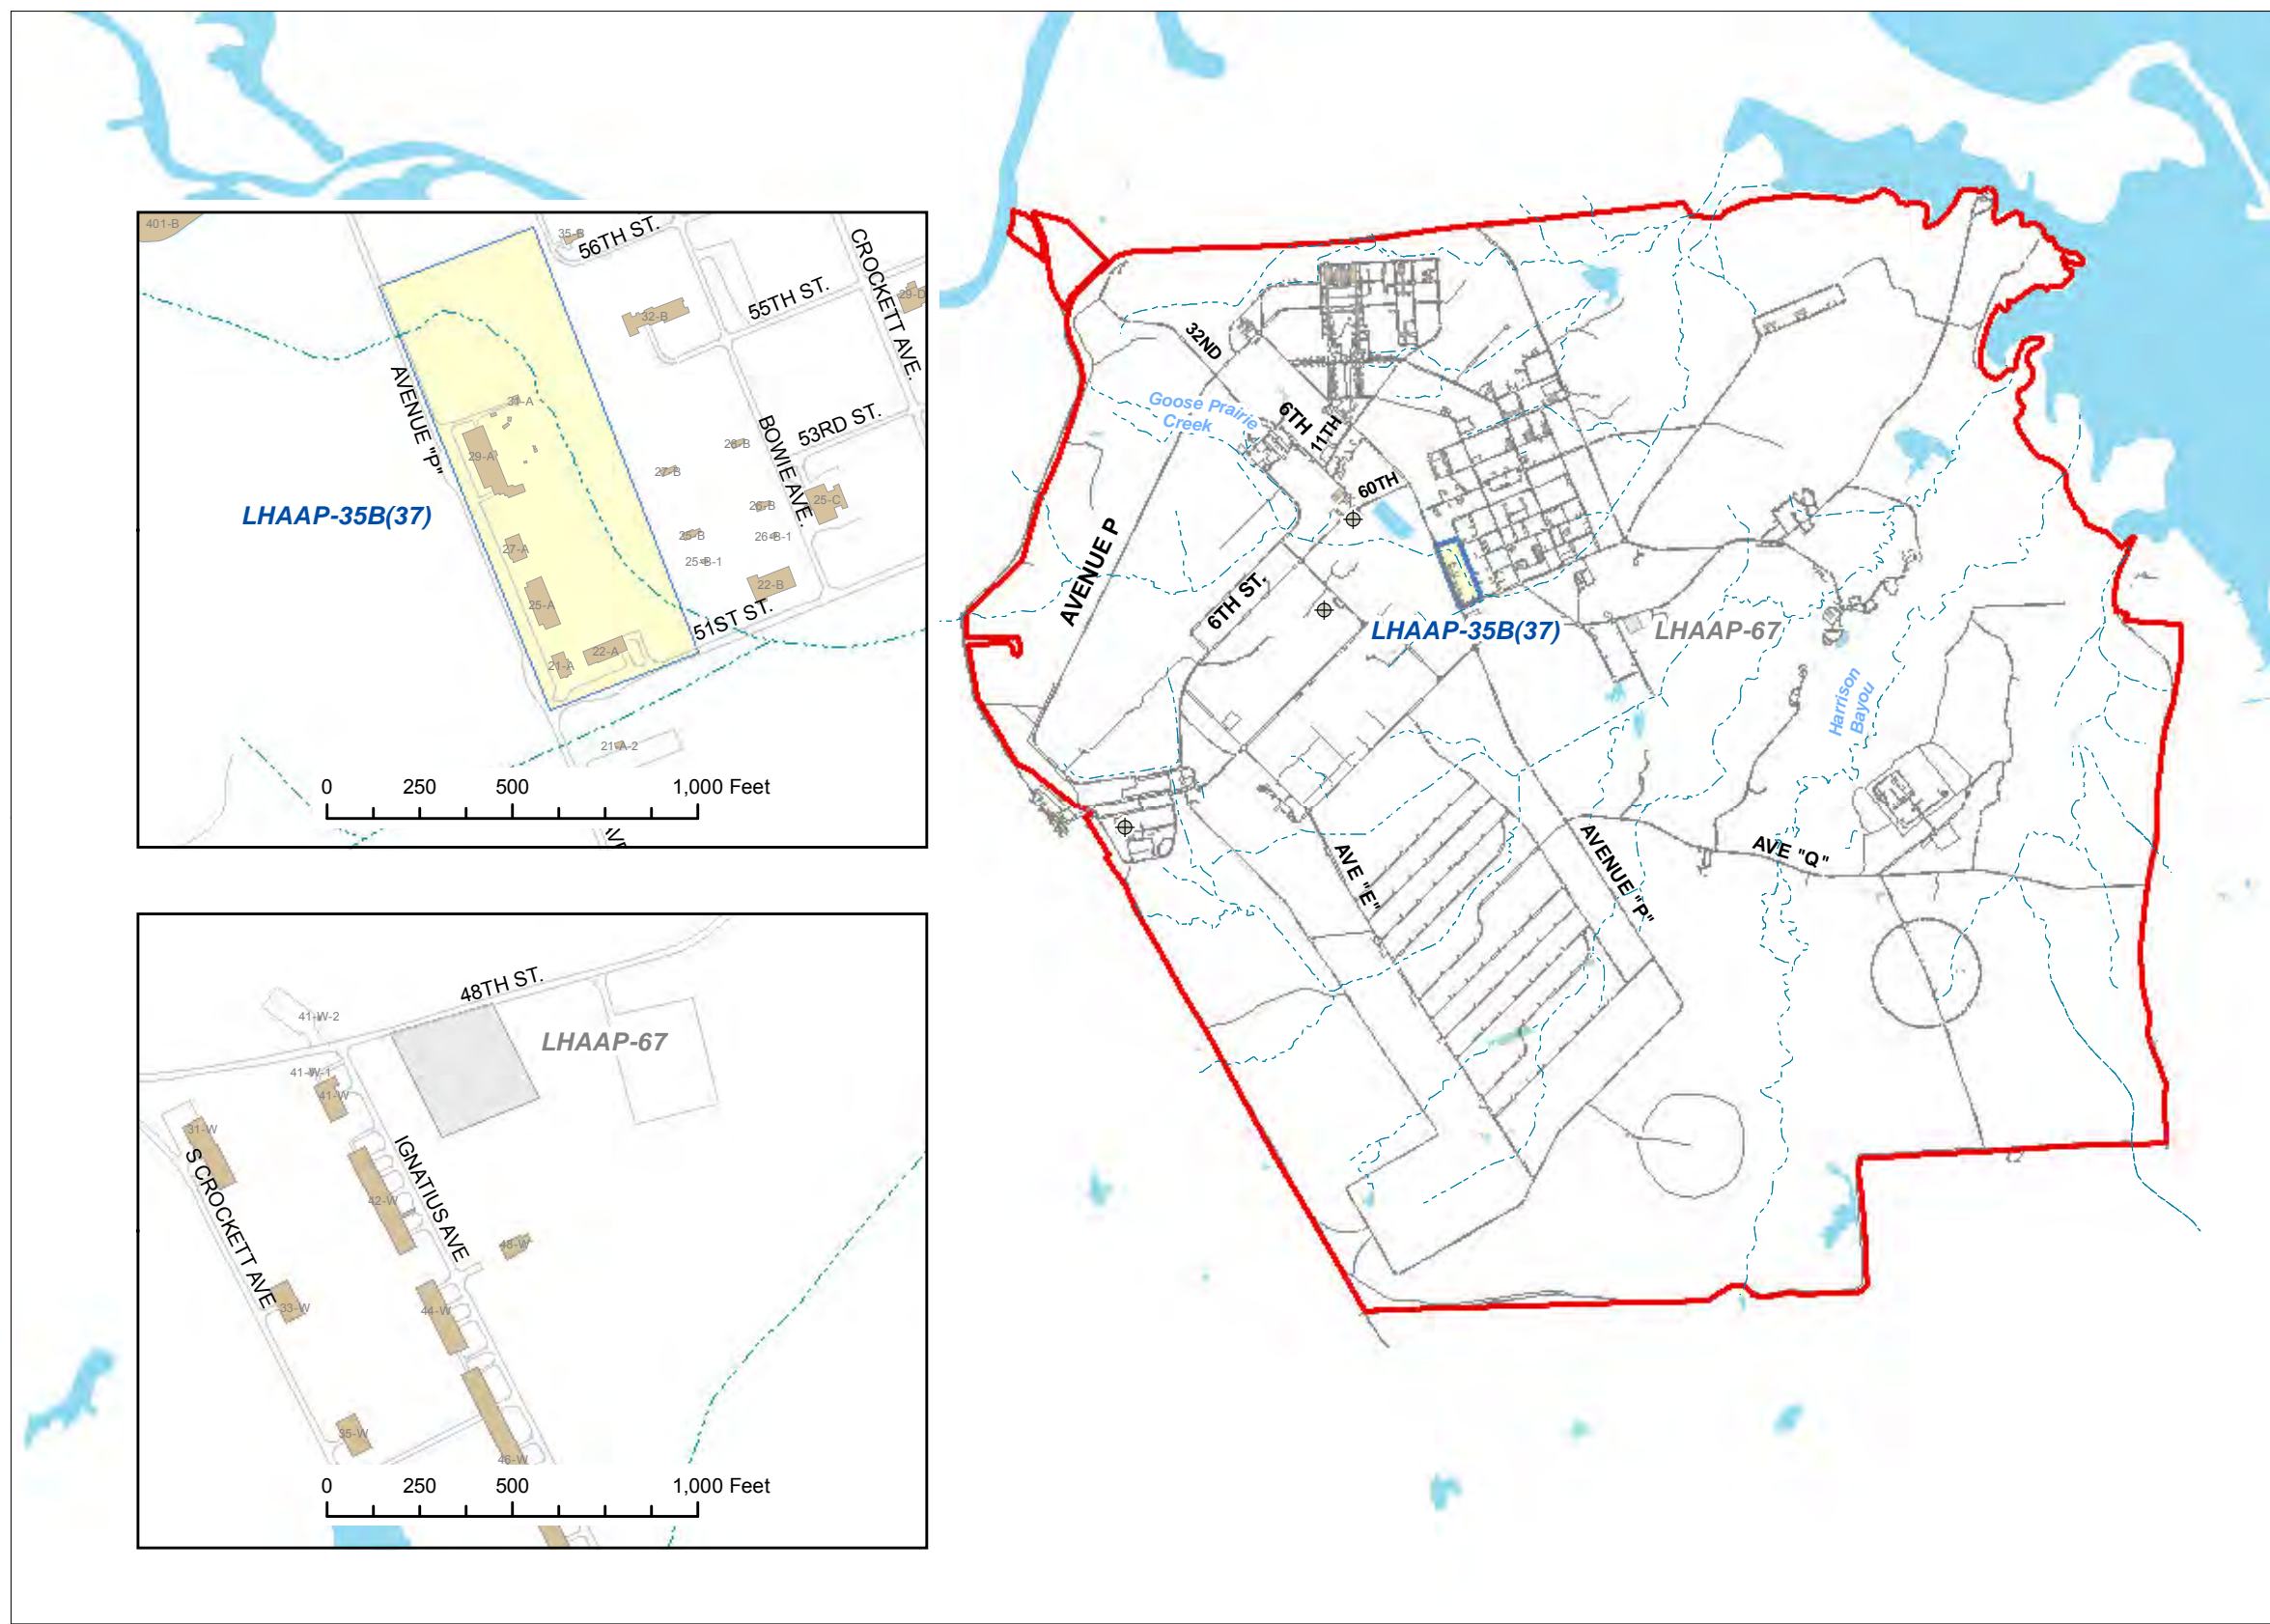 401-B
35-B
56TH ST.
CROCKETT AVE.
55TH ST.
29-D
32-B
AVENUE "P"
31-A
53RD ST.
BOWIE AVE.
28-B
29-A
27-B
LHAAP-35B(37)
26-B
25-C
25-B
26-B-1
27-A
25-B-1
22-B
25-A
51ST ST.
22-A
21-A
21-A-2
0
250
500
1,000 Feet
48TH ST.
41-W-2
LHAAP-67
41-W-1
41-W
31-W
S CROCKETT AVE
IGNATIUS AVE
42-W
48-W
33-W
44-W
35-W
46-W
0
250
500
1,000 Feet
32ND
Goose Prairie
Creek
6TH
11TH
60TH
AVENUE P
6TH ST.
LHAAP-35B(37)
LHAAP-67
Harrison
Bayou
AVE "E"
AVENUE "P"
AVE "Q"